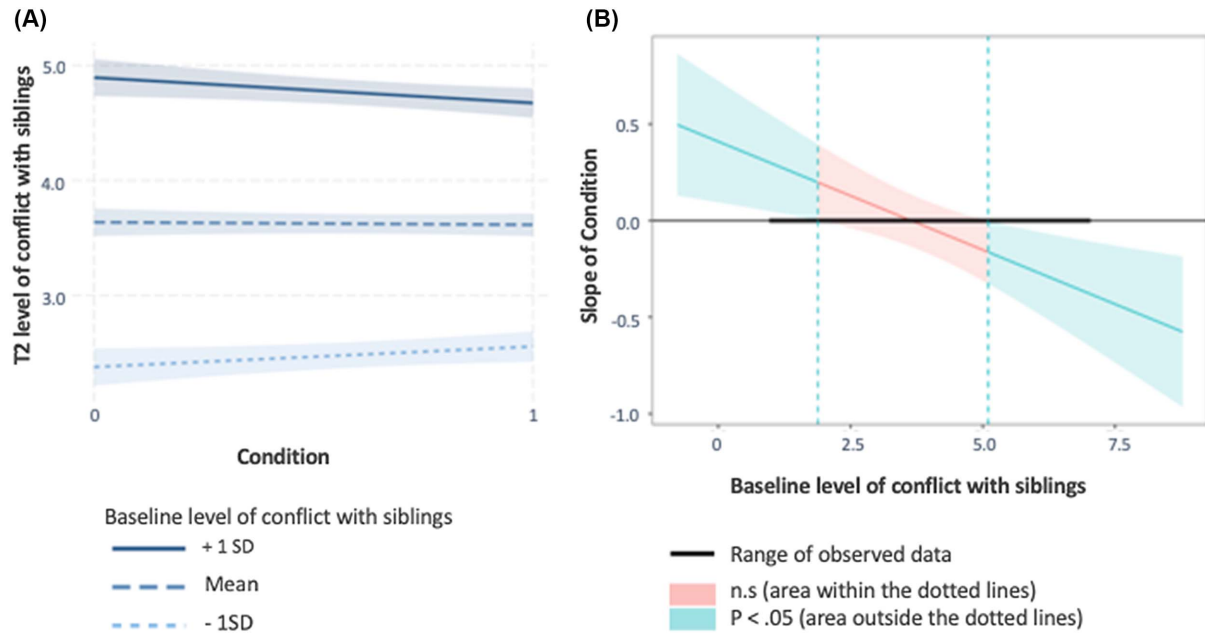 (A)
T2 level of conflict with siblings
5.0
4.0
3.0
0
1
Condition
Baseline level of conflict with siblings
+ 1 SD
Mean
- 1SD
(B)
Slope of Condition
0.5
0.0
-0.5
-1.0
0
2.5
5.0
7.5
Baseline level of conflict with siblings
Range of observed data
n.s (area within the dotted lines)
P < .05 (area outside the dotted lines)